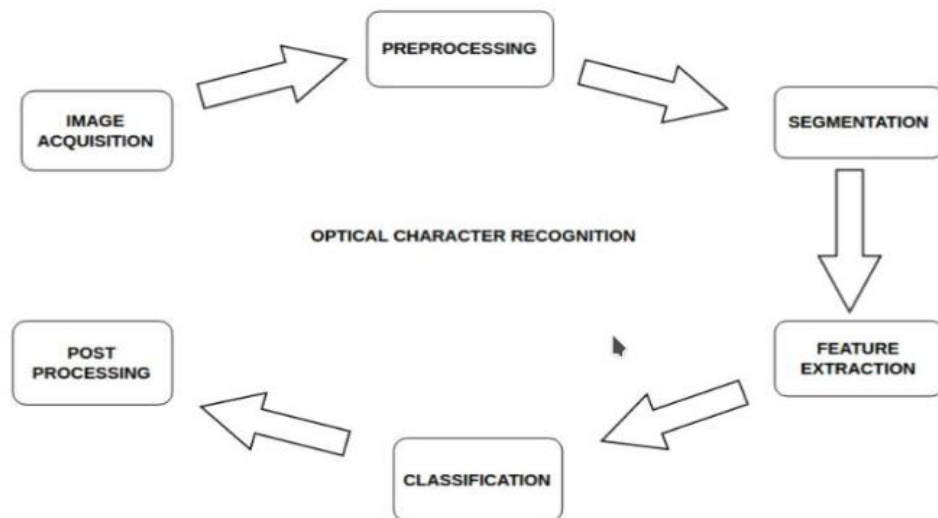 PREPROCESSING
IMAGE
ACQUISITION
SEGMENTATION
OPTICAL CHARACTER RECOGNITION
POST
PROCESSING
FEATURE
EXTRACTION
CLASSIFICATION